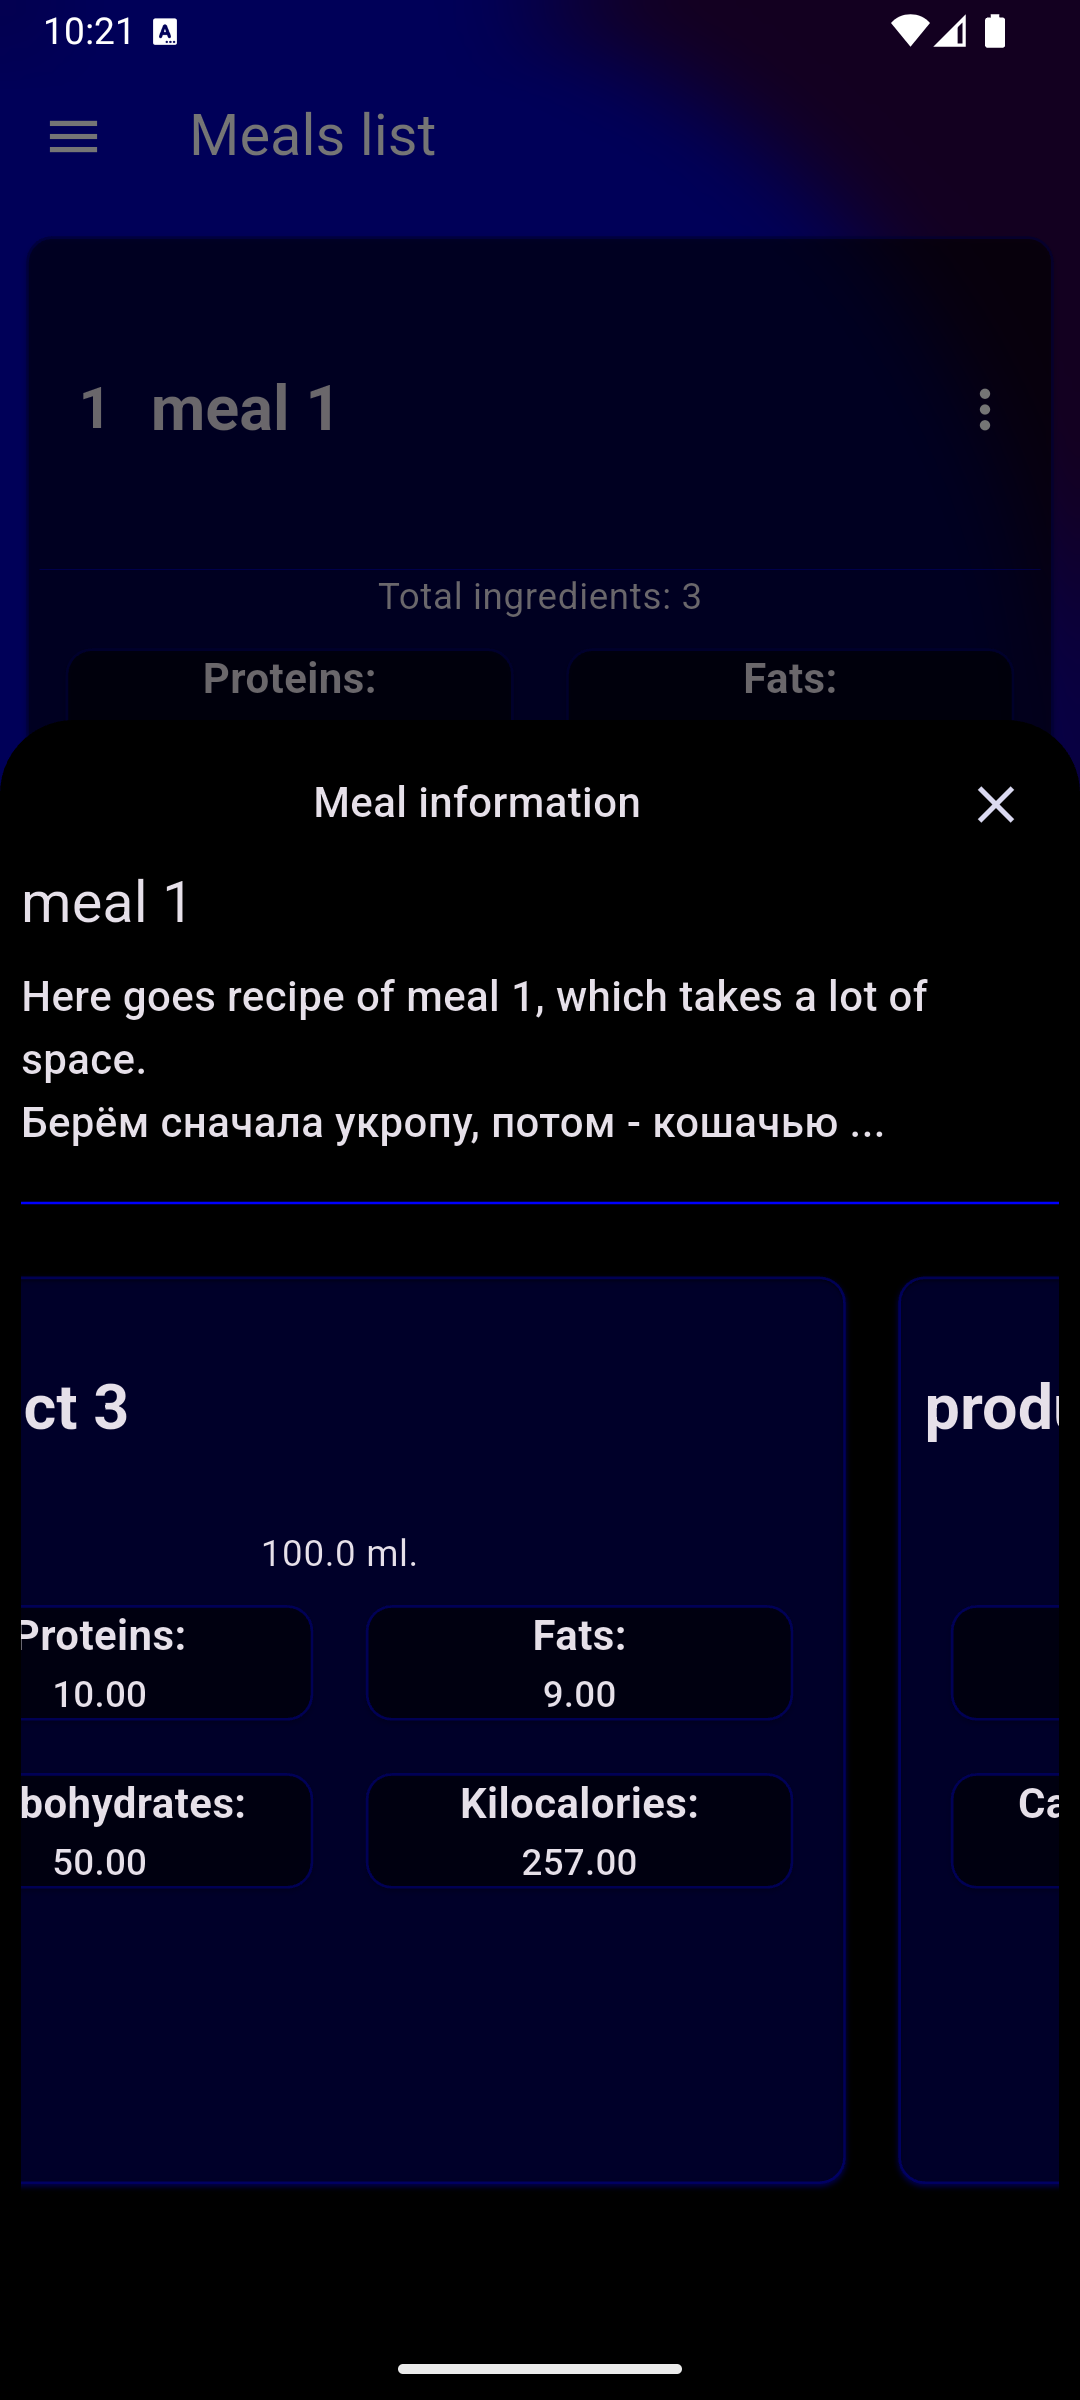 10:21
Meals list
1 meal 1
Total ingredients: 3
Proteins: Fats:
Meal information
meal 1
Here goes recipe of meal 1, which takes a lot of
space.
Берём сначала укропу, потом - кошачью ...
ct 3 produ
100.0 ml.
Proteins: Fats:
10.00 9.00
bohydrates: Kilocalories: Ca
50.00 257.00